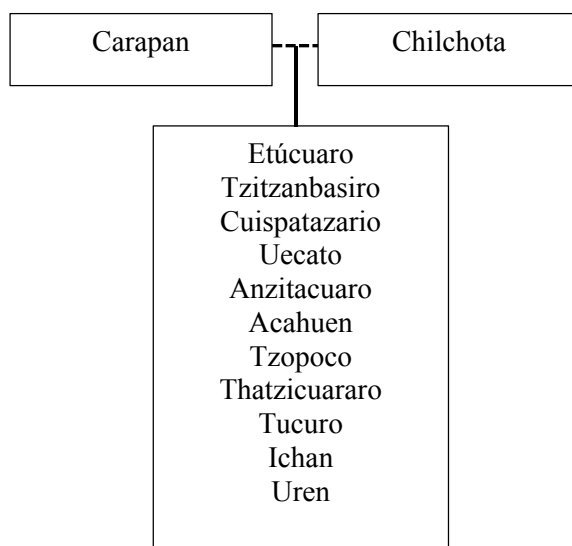 Carapan
Chilchota
Etúcuaro
Tzitzanbasiro
Cuispatazario
Uecato
Anzitacuaro
Acahuen
Tzopoco
Thatzicuararo
Tucuro
Ichan
Uren